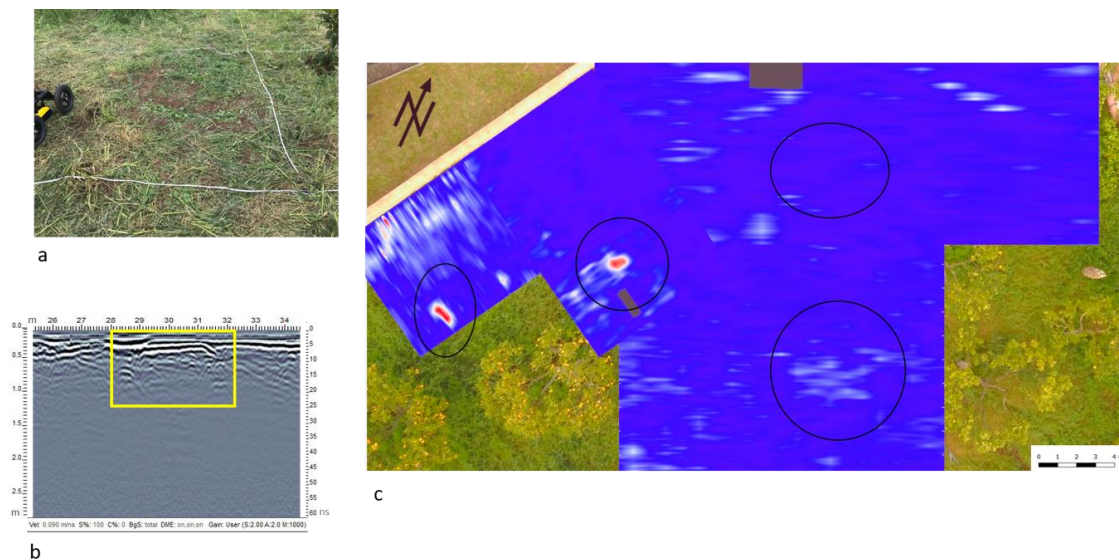 a
m 26 27 28 29 30 31 32 33 34
0.0 0
0.5 5
10
1.0 15
20
25
1.5 30
35
2.0 40
45
50
2.5 55
m 60 ns
Vel: 0.090 m/ns S%: 100 C%: 0 BgS: total DME: on,on,on Gain: User (S:2.00 A:2.0 M:1000)
b
0 1 2 3 4
c